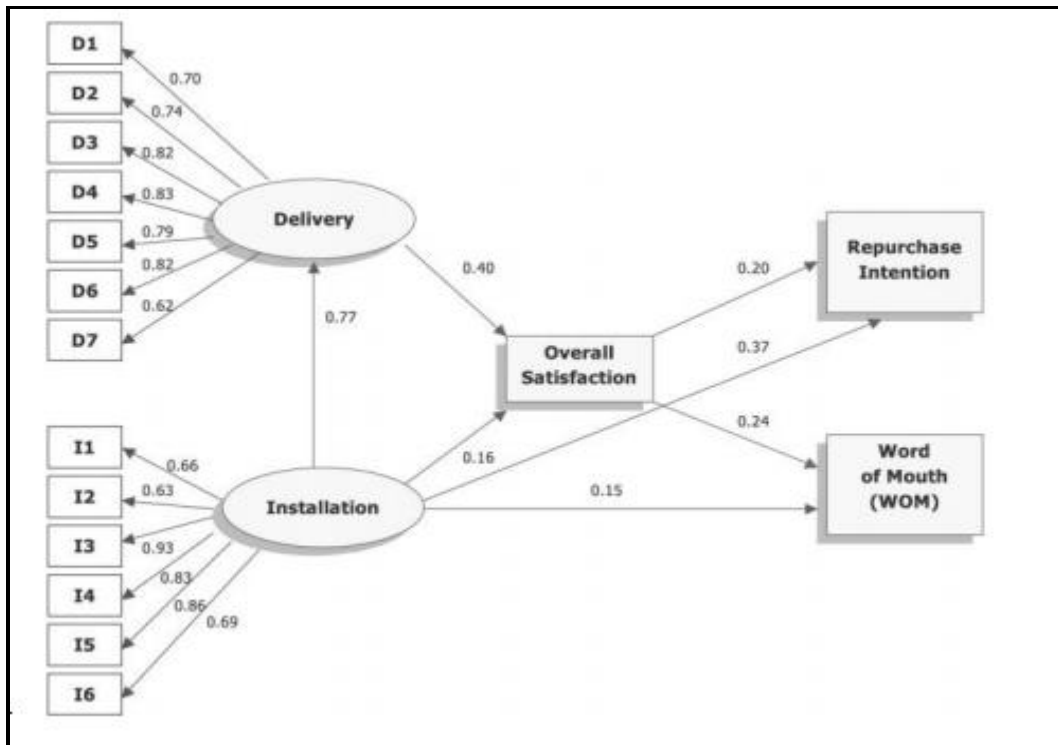 D1
D2
D3
D4
D5
D6
D7
0.70
0.74
0.82
0.83
0.79
0.82
0.62
Delivery
0.77
0.40
Overall
Satisfaction
0.20
0.37
0.24
Repurchase
Intention
Word
of Mouth
(WOM)
0.16
0.15
Installation
I1
I2
I3
I4
I5
I6
0.66
0.63
0.93
0.83
0.86
0.69